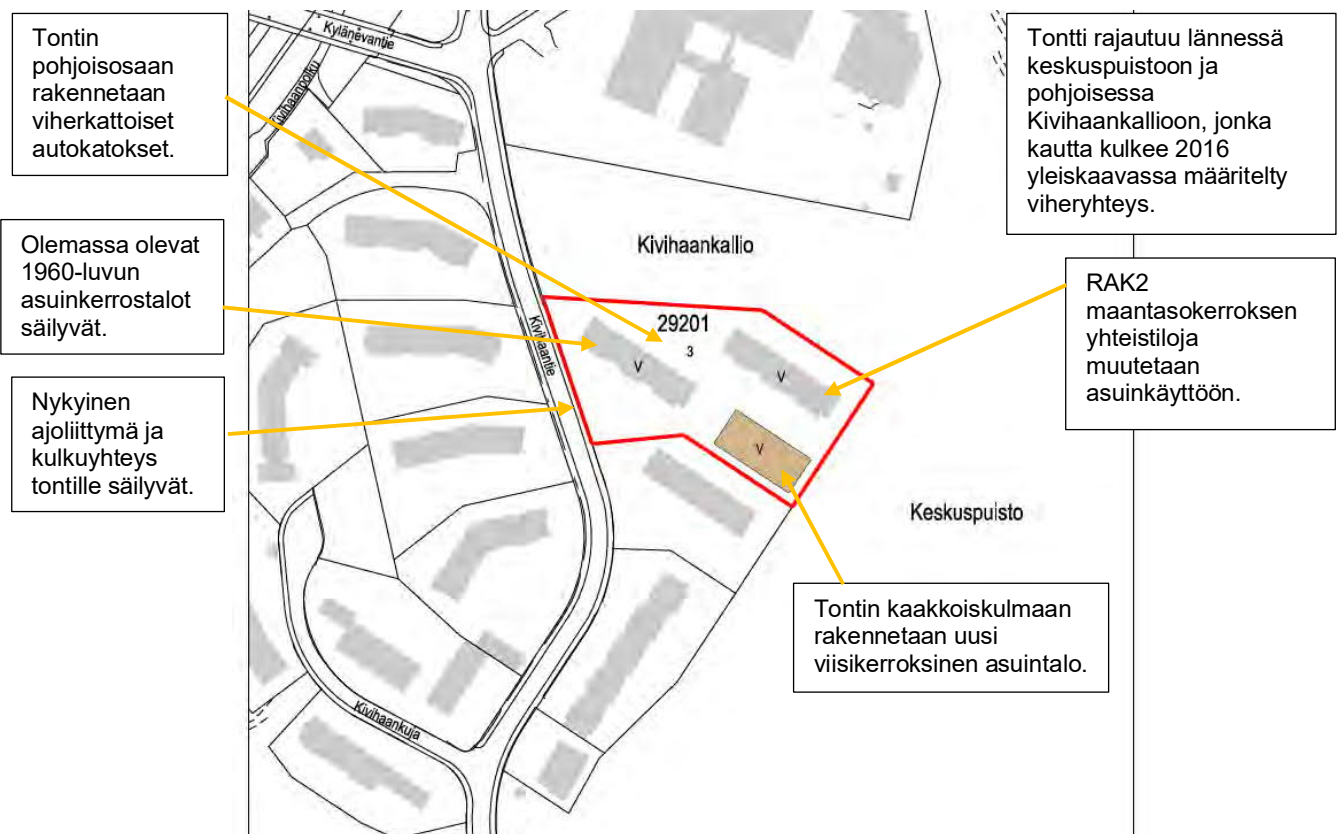 Tontin
pohjoisosaan
rakennetaan
viherkattoiset
autokatokset.
Olemassa olevat
1960-luvun
asuinkerrostalot
säilyvät.
Nykyinen
ajoliittymä ja
kulkuyhteys
tontille säilyvät.
Kylänevantie
Kivihaanpolku
Kivihaankallio
29201
3
V
V
V
Kivihaantie
Keskuspuisto
Kivihaankuja
Tontti rajautuu lännessä
keskuspuistoon ja
pohjoisessa
Kivihaankallioon, jonka
kautta kulkee 2016
yleiskaavassa määritelty
viheryhteys.
RAK2
maantasokerroksen
yhteistiloja
muutetaan
asuinkäyttöön.
Tontin kaakkoiskulmaan
rakennetaan uusi
viisikerroksinen asuintalo.